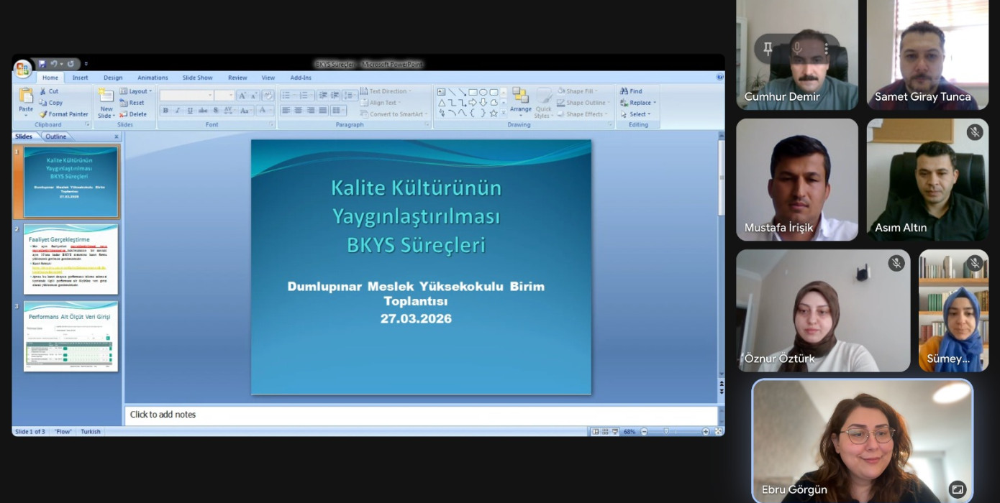 BKYS Süreçleri - Microsoft PowerPoint
Home Insert Design Animations Slide Show Review View Add-Ins
Paste
Cut
Copy
Format Painter
Clipboard
New Slide
Layout
Reset
Delete
Slides
Font
Text Direction
Align Text
Convert to SmartArt
Paragraph
Arrange
Quick Styles
Shape Fill
Shape Outline
Shape Effects
Drawing
Find
Replace
Select
Editing
Slides Outline
1
Kalite Kültürünün
Yaygınlaştırılması
BKYS Süreçleri
Dumlupınar Meslek Yüksekokulu Birim
Toplantısı
27.03.2026
2
Faaliyet Gerçekleştirme
3
Performans Alt Ölçüt Veri Girişi
Kalite Kültürünün
Yaygınlaştırılması
BKYS Süreçleri
Dumlupınar Meslek Yüksekokulu Birim
Toplantısı
27.03.2026
Click to add notes
Slide 1 of 3 "Flow" Turkish
68%
Cumhur Demir
Samet Giray Tunca
Mustafa İrişik
Asım Altın
Öznur Öztürk
Sümey...
Ebru Görgün